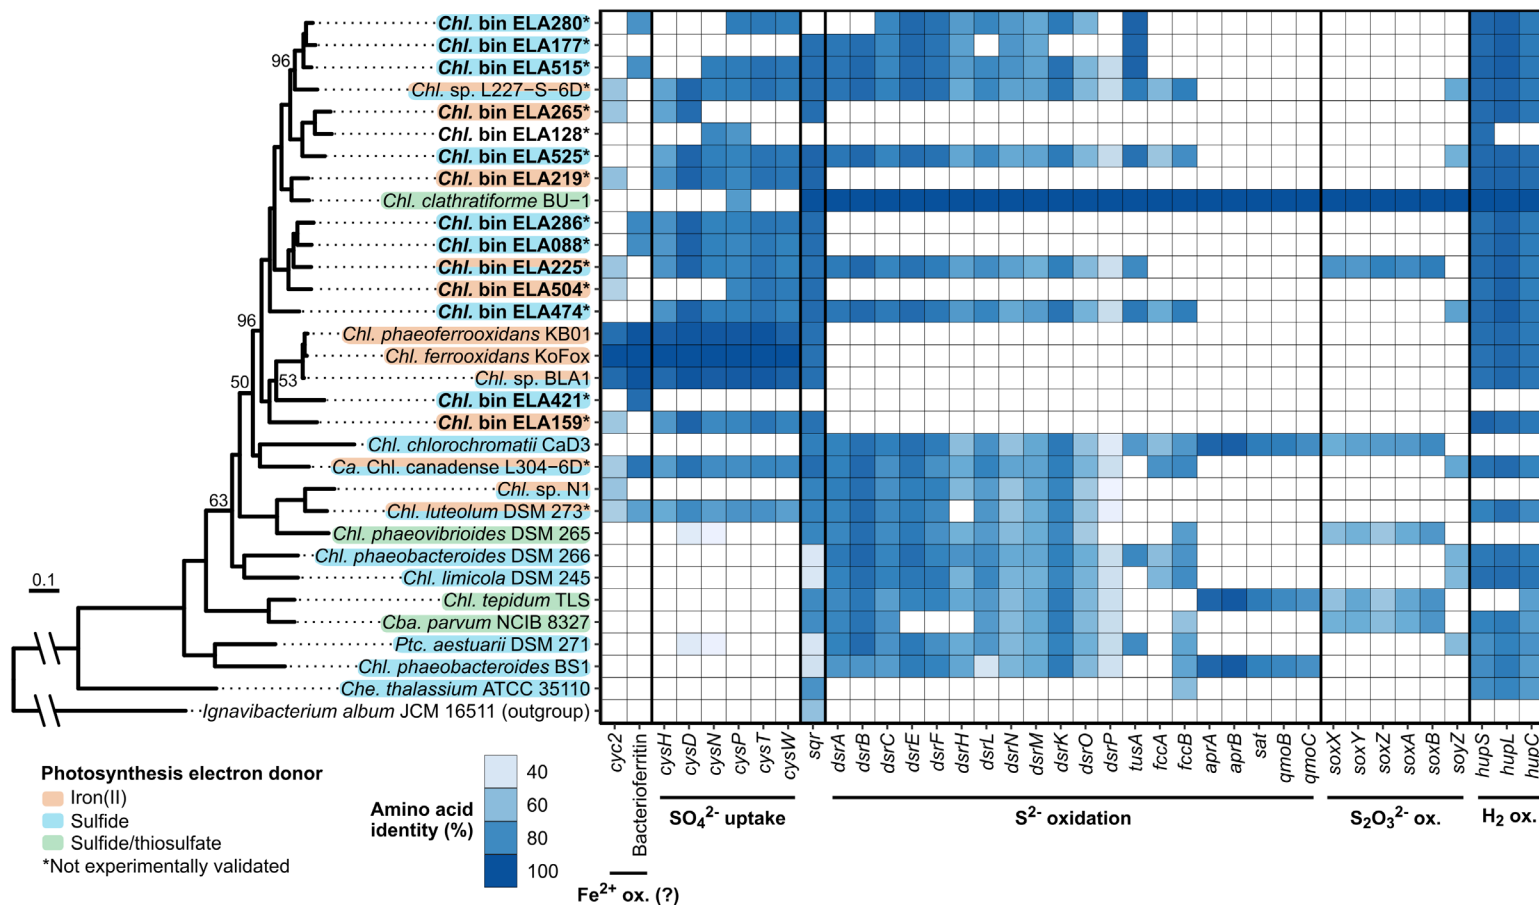 Chl. bin ELA280*
Chl. bin ELA177*
96
Chl. bin ELA515*
Chl. sp. L227−S−6D*
Chl. bin ELA265*
Chl. bin ELA128*
Chl. bin ELA525*
Chl. bin ELA219*
Chl. clathratiforme BU−1
Chl. bin ELA286*
Chl. bin ELA088*
Chl. bin ELA225*
Chl. bin ELA504*
Chl. bin ELA474*
96
Chl. phaeoferrooxidans KB01
Chl. ferrooxidans KoFox
50
53
Chl. sp. BLA1
Chl. bin ELA421*
Chl. bin ELA159*
Chl. chlorochromatii CaD3
Ca. Chl. canadense L304−6D*
63
Chl. sp. N1
Chl. luteolum DSM 273*
Chl. phaeovibrioides DSM 265
Chl. phaeobacteroides DSM 266
0.1
Chl. limicola DSM 245
Chl. tepidum TLS
Cba. parvum NCIB 8327
Ptc. aestuarii DSM 271
Chl. phaeobacteroides BS1
Che. thalassium ATCC 35110
Ignavibacterium album JCM 16511 (outgroup)
cyc2
Bacterioferritin
cysH
cysD
cysN
cysP
cysT
cysW
sqr
dsrA
dsrB
dsrC
dsrE
dsrF
dsrH
dsrL
dsrN
dsrM
dsrK
dsrO
dsrP
tusA
fccA
fccB
aprA
aprB
sat
qmoB
qmoC
soxX
soxY
soxZ
soxA
soxB
soyZ
hupS
hupL
hupC
Fe2+ ox. (?)
SO42- uptake
S2- oxidation
S2O32- ox.
H2 ox.
Photosynthesis electron donor
Iron(II)
Sulfide
Sulfide/thiosulfate
*Not experimentally validated
Amino acid
identity (%)
40
60
80
100